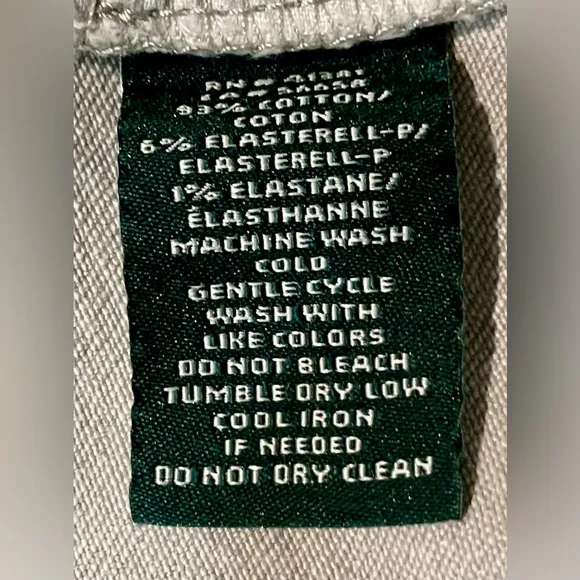 93% COTTON/
COTON
6% ELASTERELL-P/
ELASTERELL-P
1% ELASTANE/
ÉLASTHANNE
MACHINE WASH
COLD
GENTLE CYCLE
WASH WITH
LIKE COLORS
DO NOT BLEACH
TUMBLE DRY LOW
COOL IRON
IF NEEDED
DO NOT DRY CLEAN